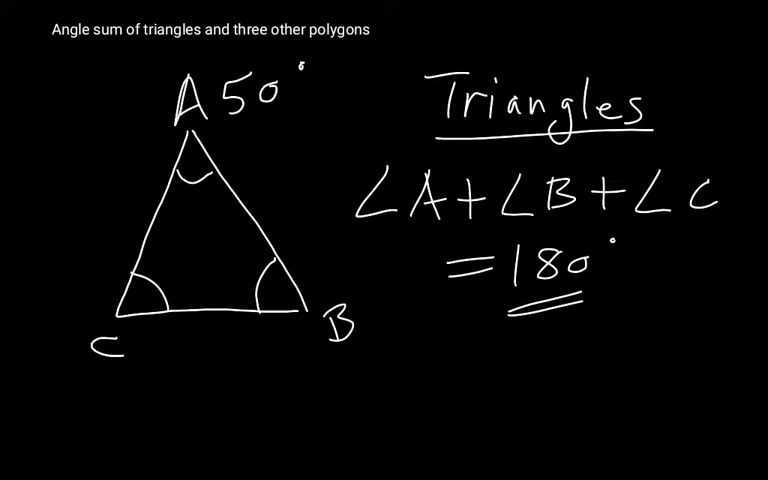 Angle sum of triangles and three other polygons
A 50°
Triangles
∠A+∠B+∠C
=180°
B
C